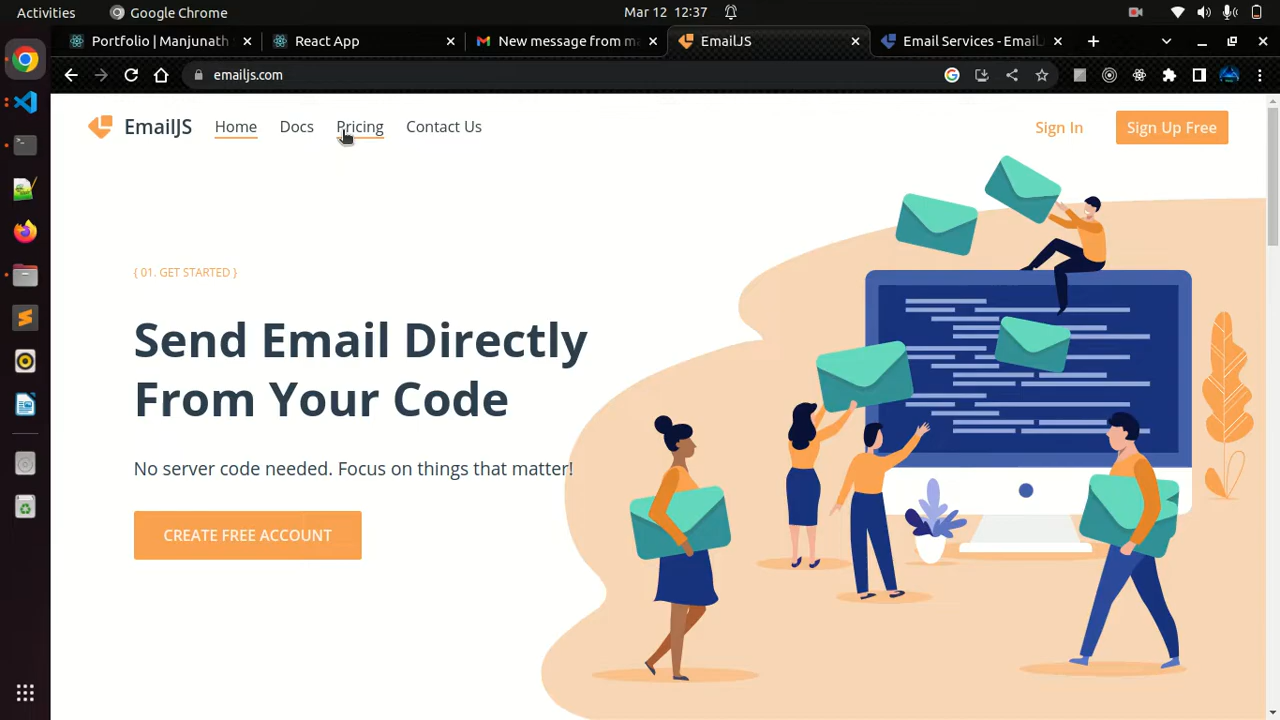 Activities
Google Chrome
Mar 12 12:37
Portfolio | Manjunath
React App
New message from ma
EmailJS
Email Services - EmailJ
emailjs.com
EmailJS
Home
Docs
Pricing
Contact Us
Sign In
Sign Up Free
{ 01. GET STARTED }
Send Email Directly
From Your Code
No server code needed. Focus on things that matter!
CREATE FREE ACCOUNT